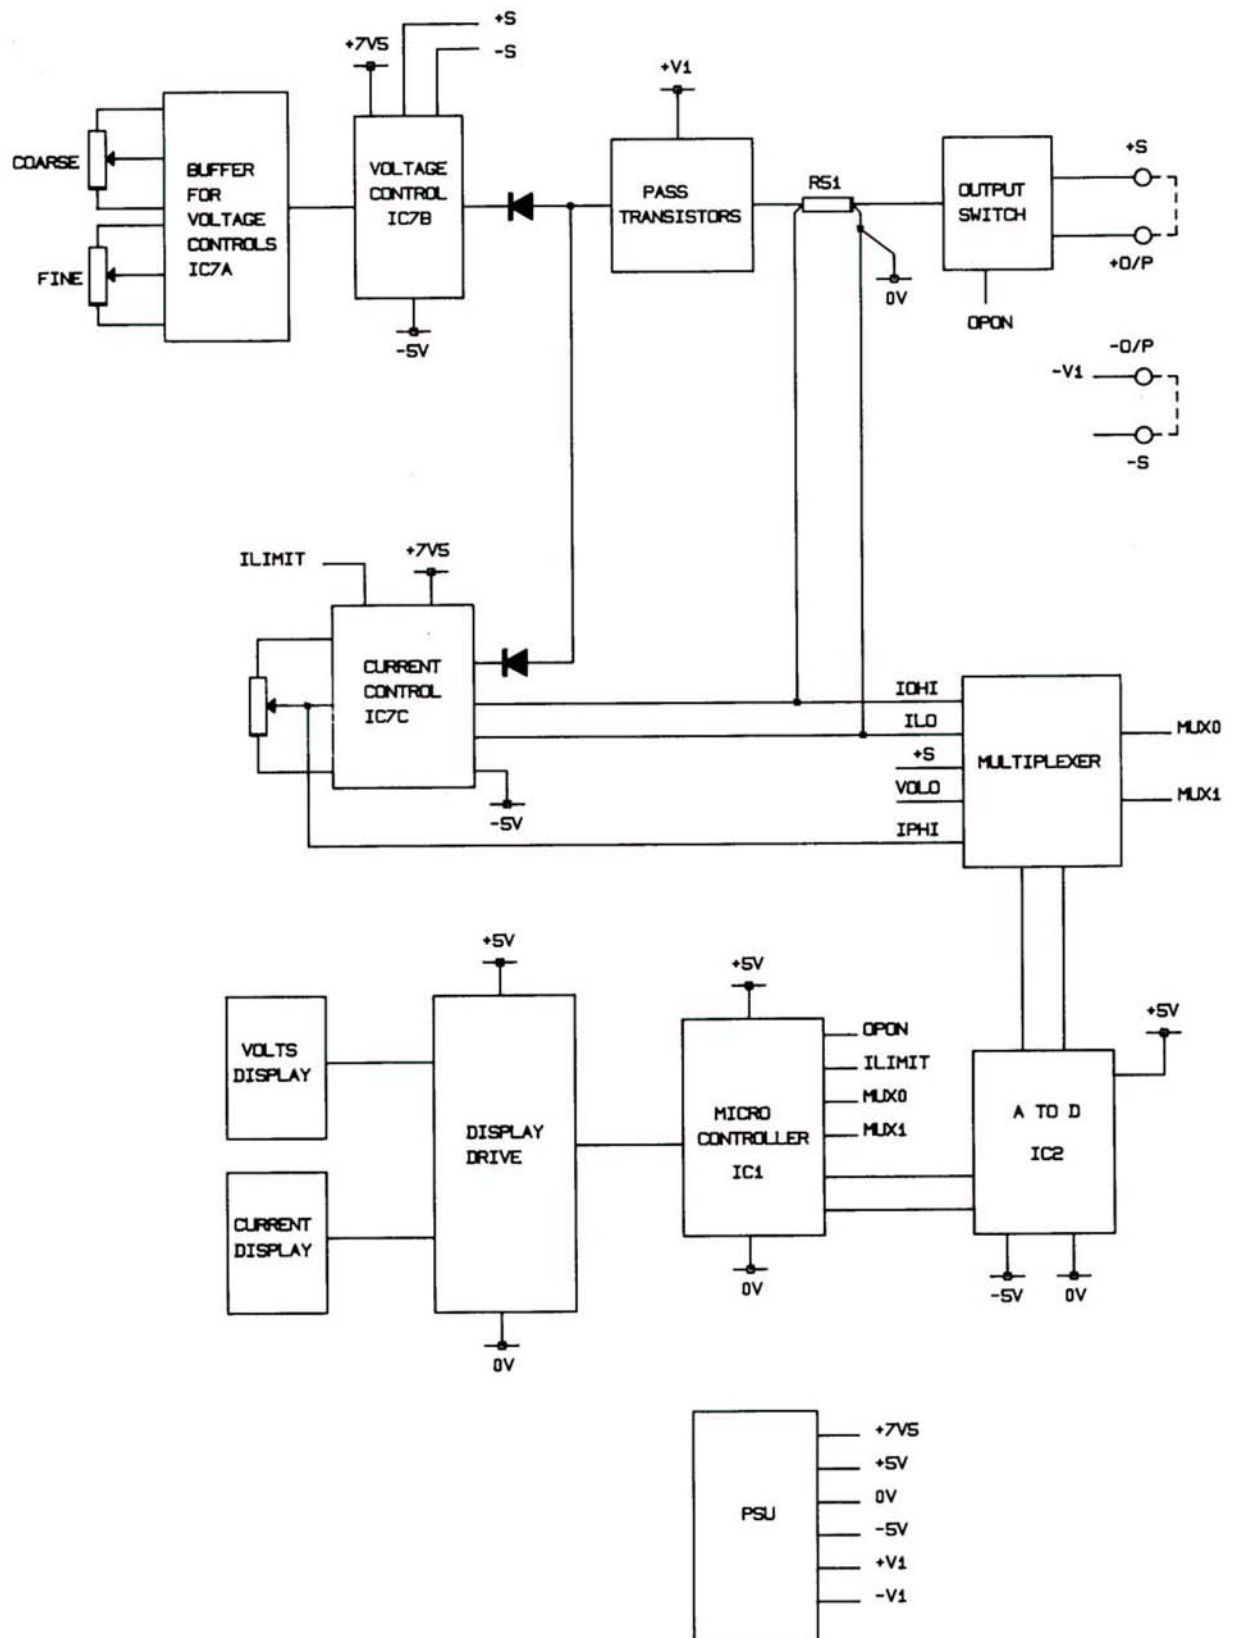 +S
-S
+7V5
+V1
COARSE
FINE
BUFFER
FOR
VOLTAGE
CONTROLS
IC7A
VOLTAGE
CONTROL
IC7B
-5V
PASS
TRANSISTORS
R51
0V
OUTPUT
SWITCH
OPON
+S
+O/P
-O/P
-V1
-S
ILIMIT
+7V5
CURRENT
CONTROL
IC7C
-5V
IOHI
ILO
+S
VOLO
IPHI
MULTIPLEXER
MUX0
MUX1
VOLTS
DISPLAY
CURRENT
DISPLAY
+5V
DISPLAY
DRIVE
0V
+5V
MICRO
CONTROLLER
IC1
0V
OPON
ILIMIT
MUX0
MUX1
+5V
A TO D
IC2
-5V
0V
PSU
+7V5
+5V
0V
-5V
+V1
-V1